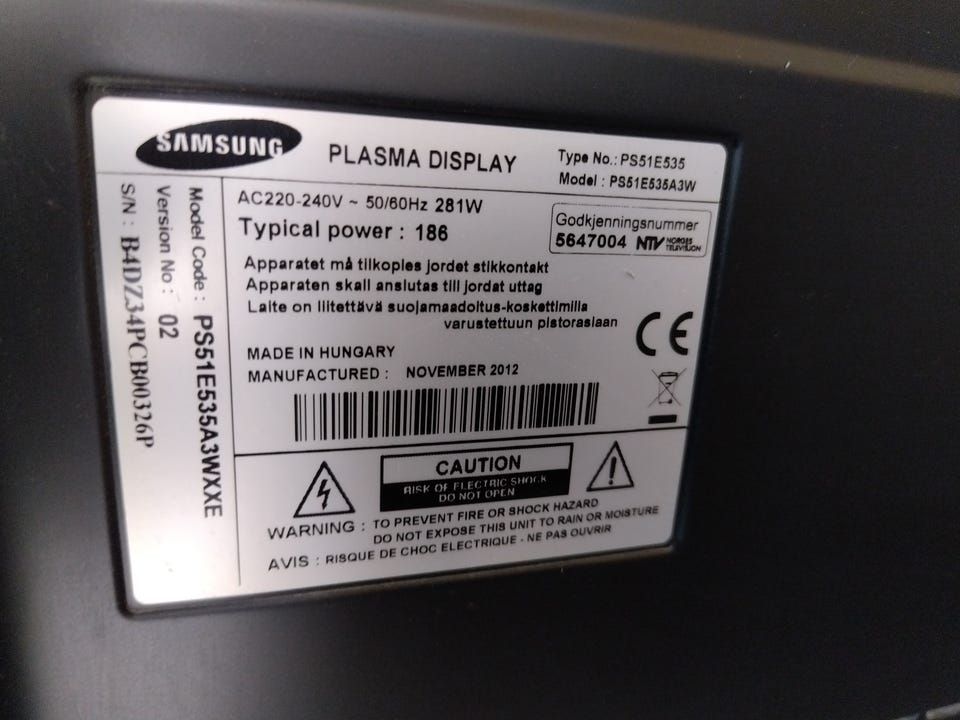 SAMSUNG
PLASMA DISPLAY
Type No.: PS51E535
Model : PS51E535A3W
AC220-240V ~ 50/60Hz 281W
Typical power : 186
Godkjenningsnummer
5647004 NTV NORGES
TELEVISJON
Apparatet må tilkoples jordet stikkontakt
Apparaten skall anslutas till jordat uttag
Laite on liitettävä suojamaadoitus-koskettimilla
varustettuun pistorasiaan
MADE IN HUNGARY
MANUFACTURED : NOVEMBER 2012
CE
CAUTION
RISK OF ELECTRIC SHOCK
DO NOT OPEN
WARNING : TO PREVENT FIRE OR SHOCK HAZARD
DO NOT EXPOSE THIS UNIT TO RAIN OR MOISTURE
AVIS : RISQUE DE CHOC ELECTRIQUE - NE PAS OUVRIR
Model Code : PS51E535A3WXXE
Version No : 02
S/N : B4DZ34PCB00326P